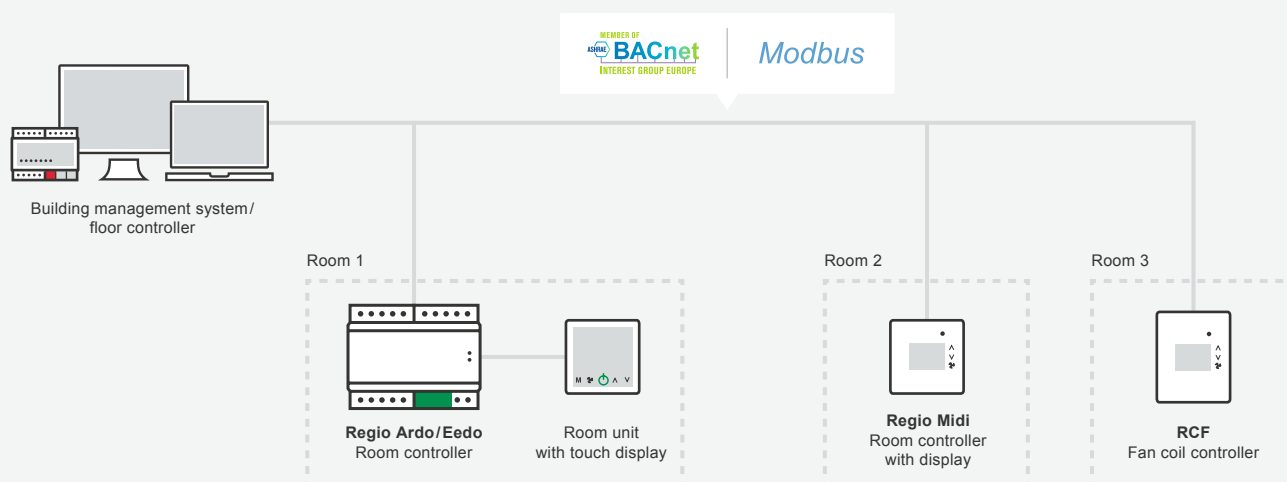 MEMBER OF
ASHRAE BACnet
INTEREST GROUP EUROPE
Modbus
Building management system/
floor controller
Room 1
Room 2
Room 3
M
Regio Ardo/Eedo
Room controller
Room unit
with touch display
Regio Midi
Room controller
with display
RCF
Fan coil controller